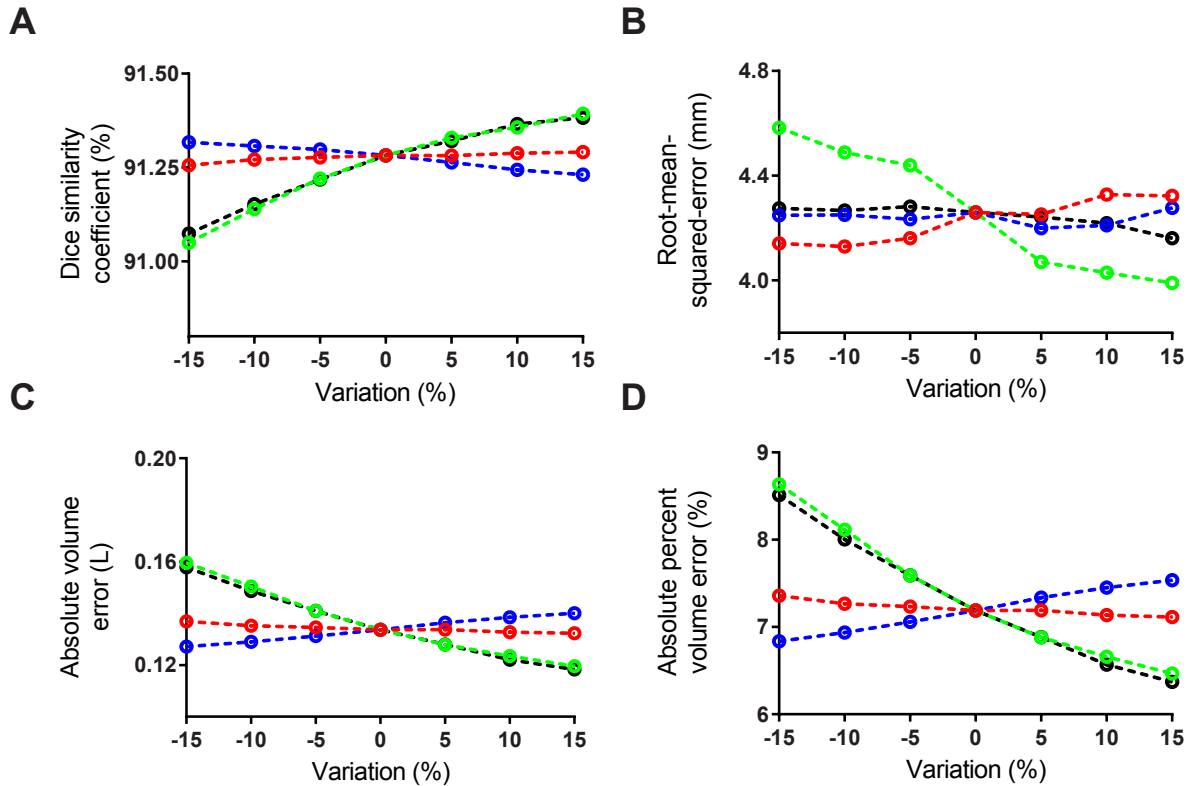 A
Dice similarity
coefficient (%)
91.50
91.25
91.00
-15 -10 -5 0 5 10 15
Variation (%)
B
Root-mean-
squared-error (mm)
4.8
4.4
4.0
-15 -10 -5 0 5 10 15
Variation (%)
C
Absolute volume
error (L)
0.20
0.16
0.12
-15 -10 -5 0 5 10 15
Variation (%)
D
Absolute percent
volume error (%)
9
8
7
6
-15 -10 -5 0 5 10 15
Variation (%)